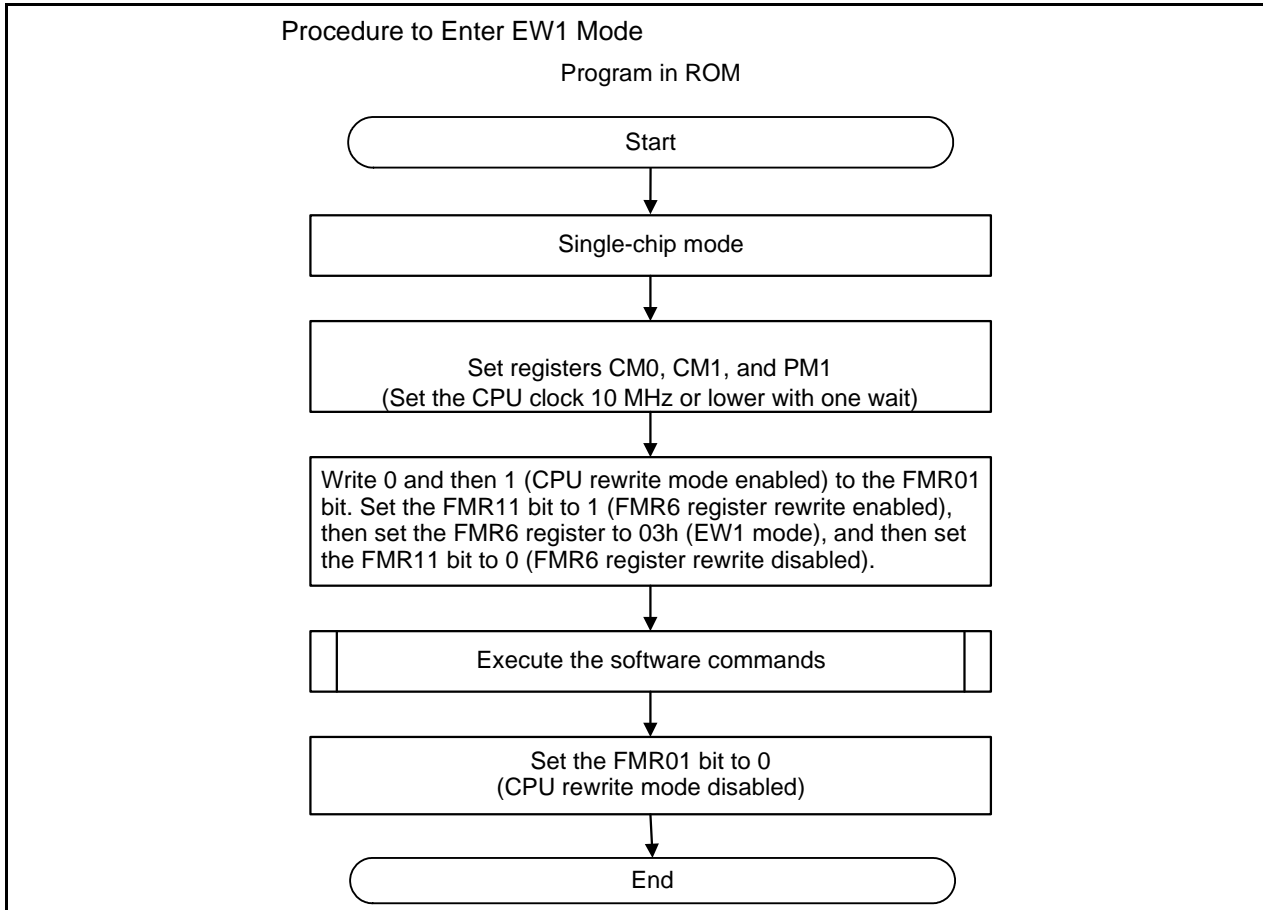 Procedure to Enter EW1 Mode
Program in ROM
Start
Single-chip mode
Set registers CM0, CM1, and PM1
(Set the CPU clock 10 MHz or lower with one wait)
Write 0 and then 1 (CPU rewrite mode enabled) to the FMR01
bit. Set the FMR11 bit to 1 (FMR6 register rewrite enabled),
then set the FMR6 register to 03h (EW1 mode), and then set
the FMR11 bit to 0 (FMR6 register rewrite disabled).
Execute the software commands
Set the FMR01 bit to 0
(CPU rewrite mode disabled)
End